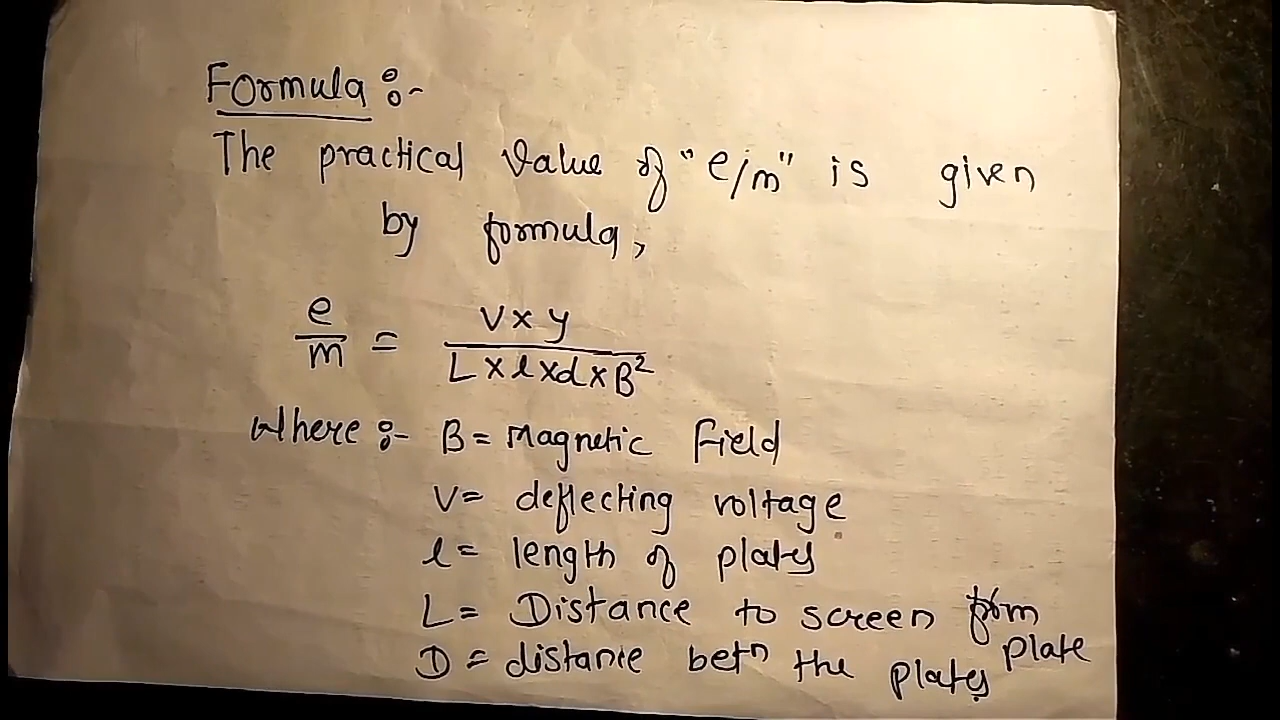 Formula :-
The practical value of "e/m" is given
by formula,
e/m = V × y / L × l × d × B²
Where :- B = Magnetic Field
V = deflecting voltage
l = length of plates
L = Distance to screen from plate
D = distance betn the plates